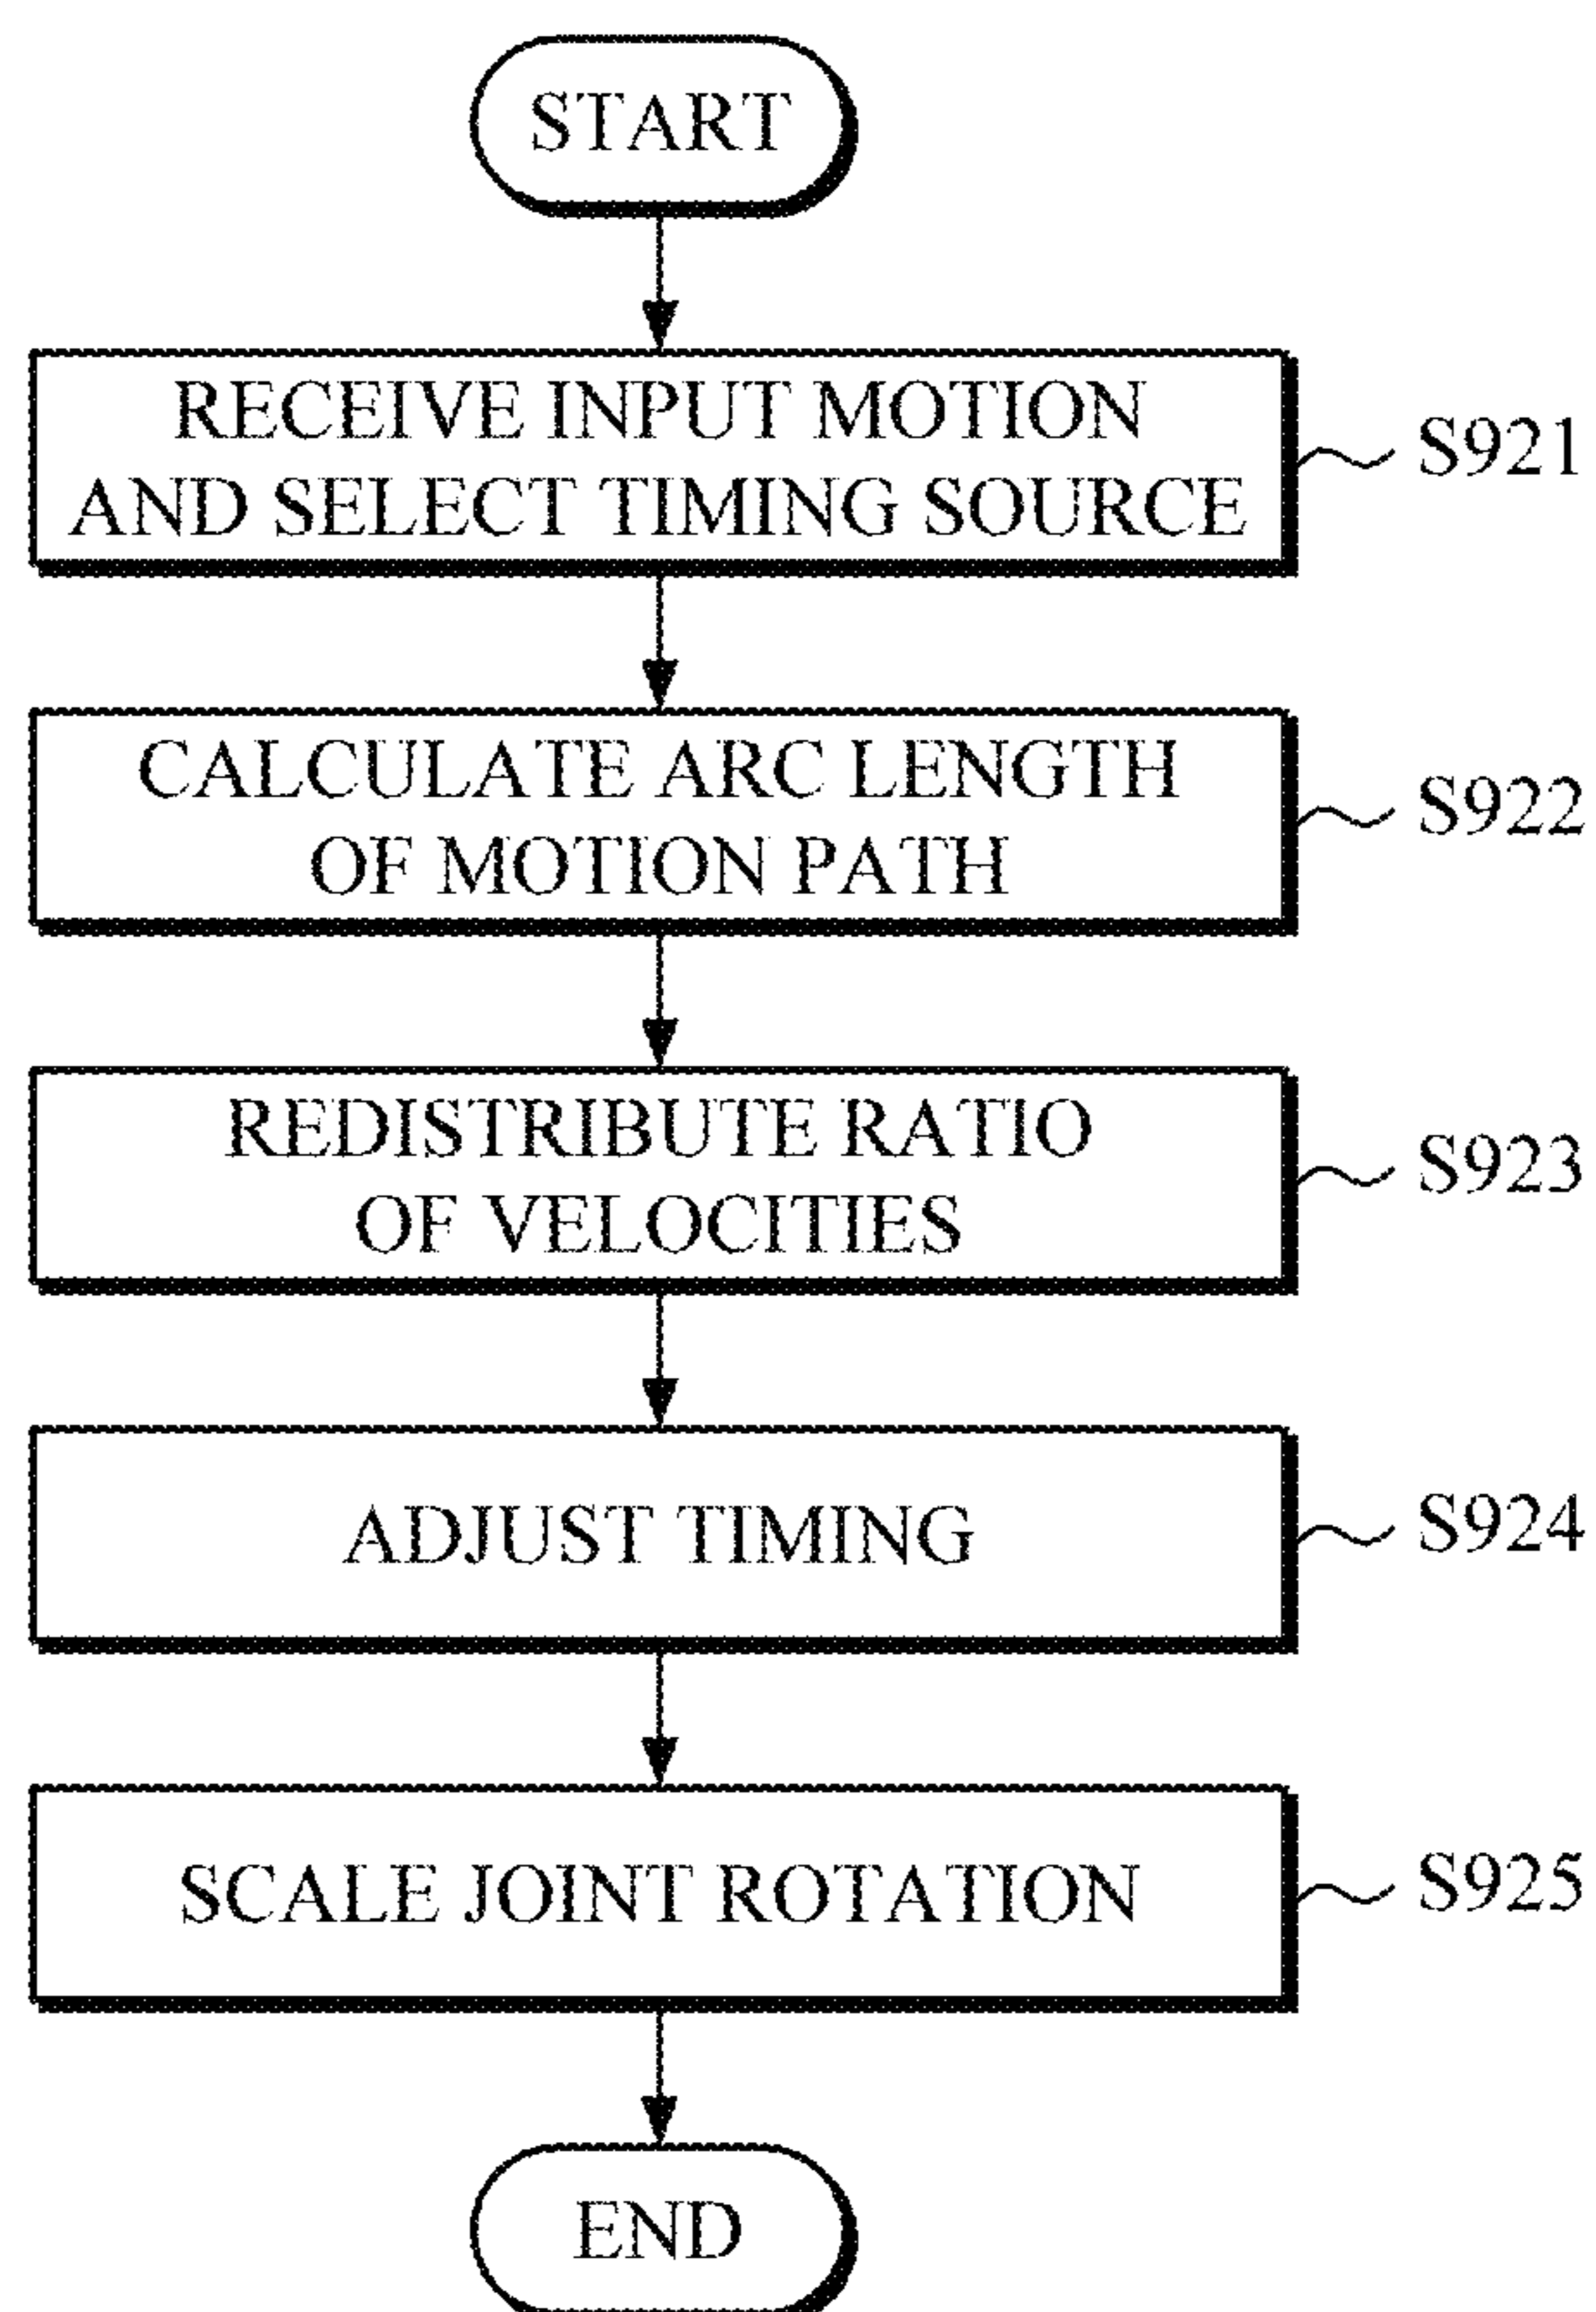 START
RECEIVE INPUT MOTION
AND SELECT TIMING SOURCE
S921
CALCULATE ARC LENGTH
OF MOTION PATH
S922
REDISTRIBUTE RATIO
OF VELOCITIES
S923
ADJUST TIMING
S924
SCALE JOINT ROTATION
S925
END